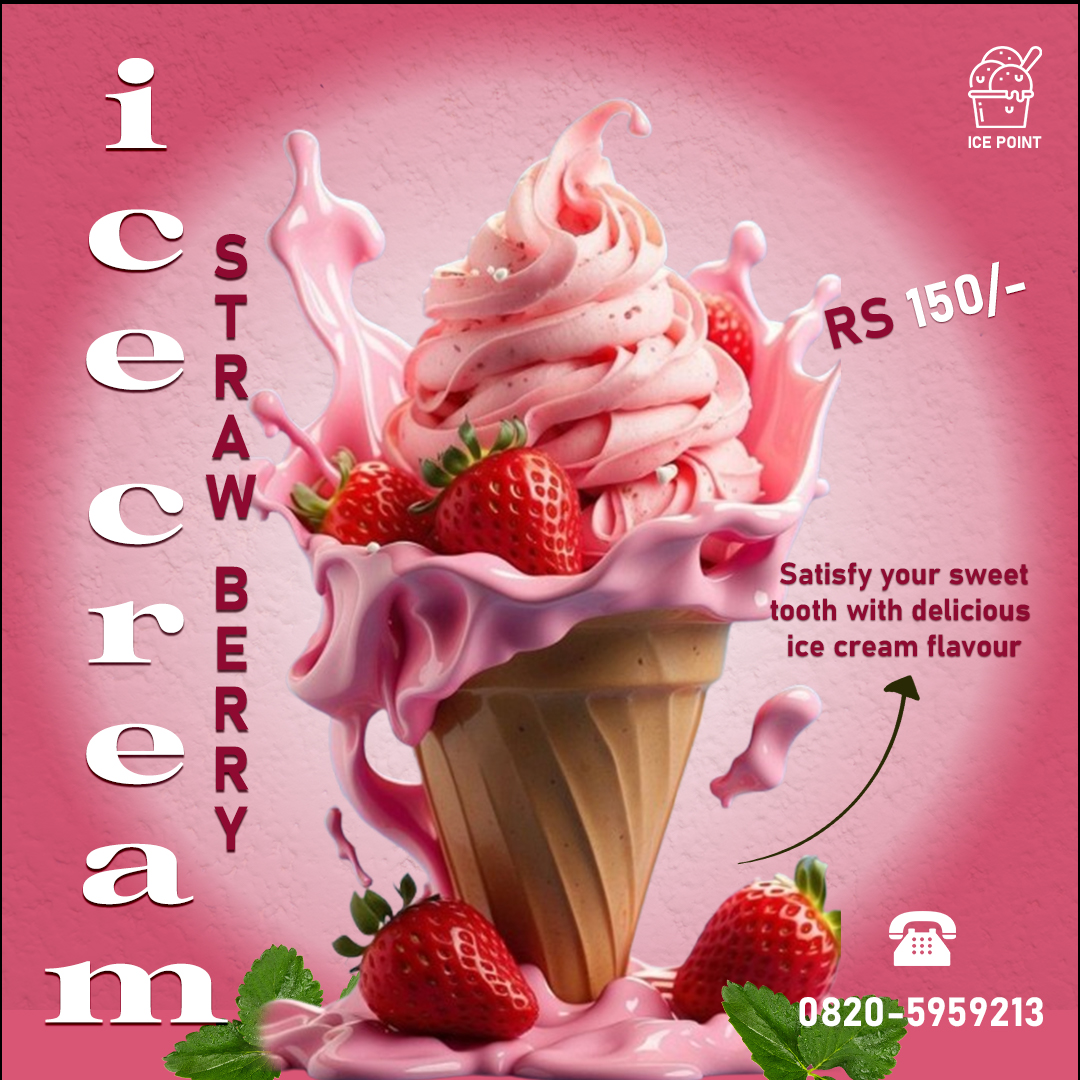 ice cream
STRAW BERRY
ICE POINT
RS 150/-
Satisfy your sweet
tooth with delicious
ice cream flavour
0820-5959213